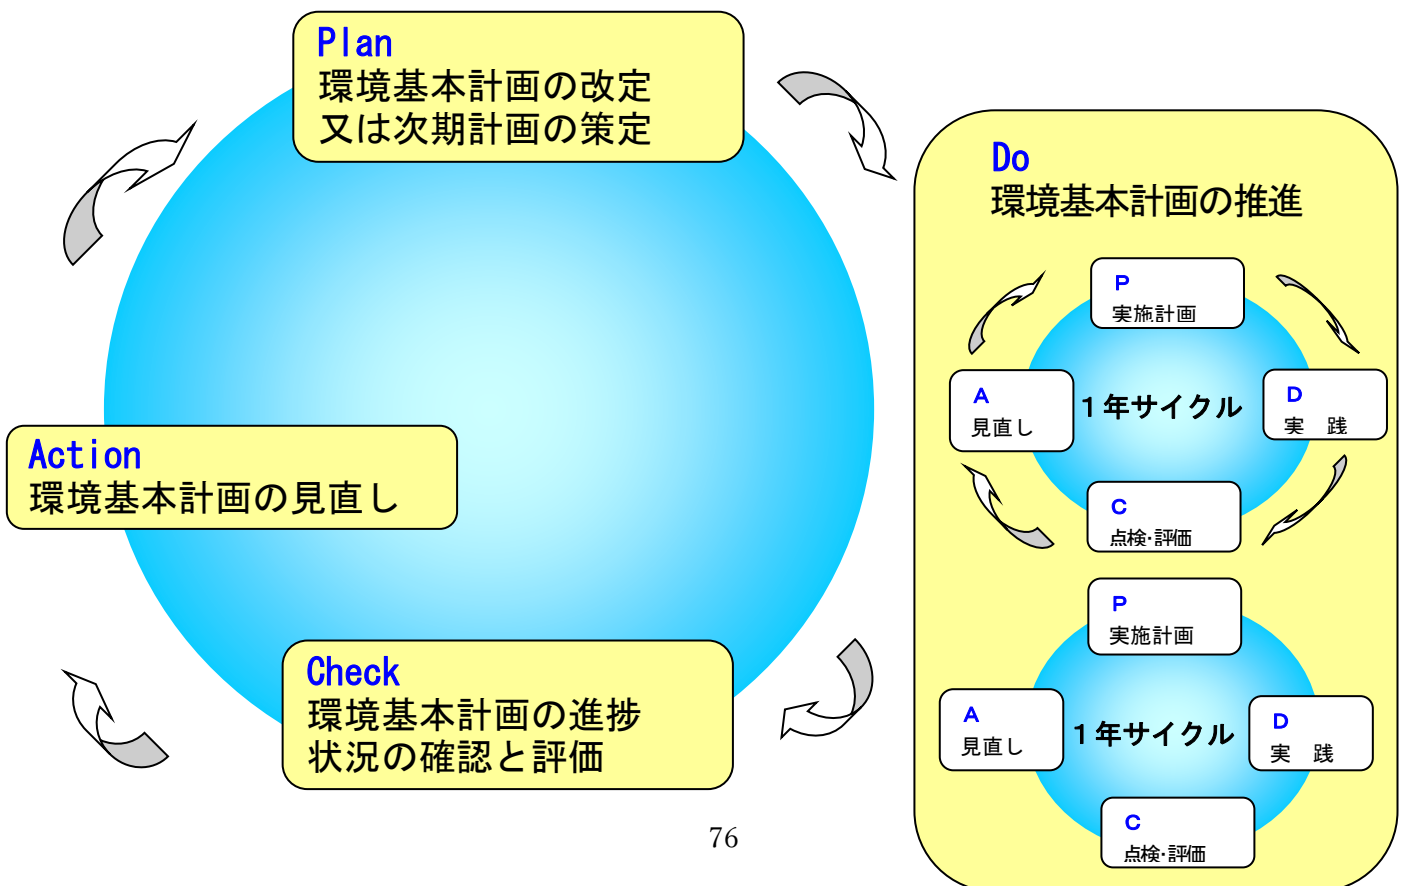 Plan
環境基本計画の改定
又は次期計画の策定
Do
環境基本計画の推進
P
実施計画
A
見直し
1年サイクル
D
実　践
C
点検・評価
P
実施計画
A
見直し
1年サイクル
D
実　践
C
点検・評価
Action
環境基本計画の見直し
Check
環境基本計画の進捗
状況の確認と評価
76